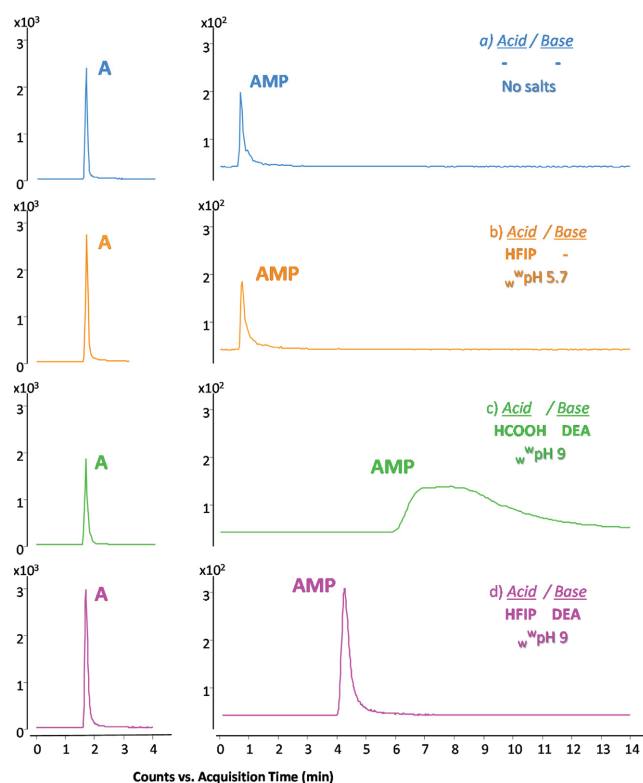 x10³
3
2
1
0
A
x10²
3
2
1
AMP
a) Acid / Base
- -
No salts
x10³
3
2
1
0
A
x10²
3
2
1
AMP
b) Acid / Base
HFIP -
wʷpH 5.7
x10³
3
2
1
0
A
x10²
3
2
1
AMP
c) Acid / Base
HCOOH DEA
wʷpH 9
x10³
3
2
1
0
A
x10²
3
2
1
AMP
d) Acid / Base
HFIP DEA
wʷpH 9
0 1 2 3 4
0 1 2 3 4 5 6 7 8 9 10 11 12 13 14
Counts vs. Acquisition Time (min)